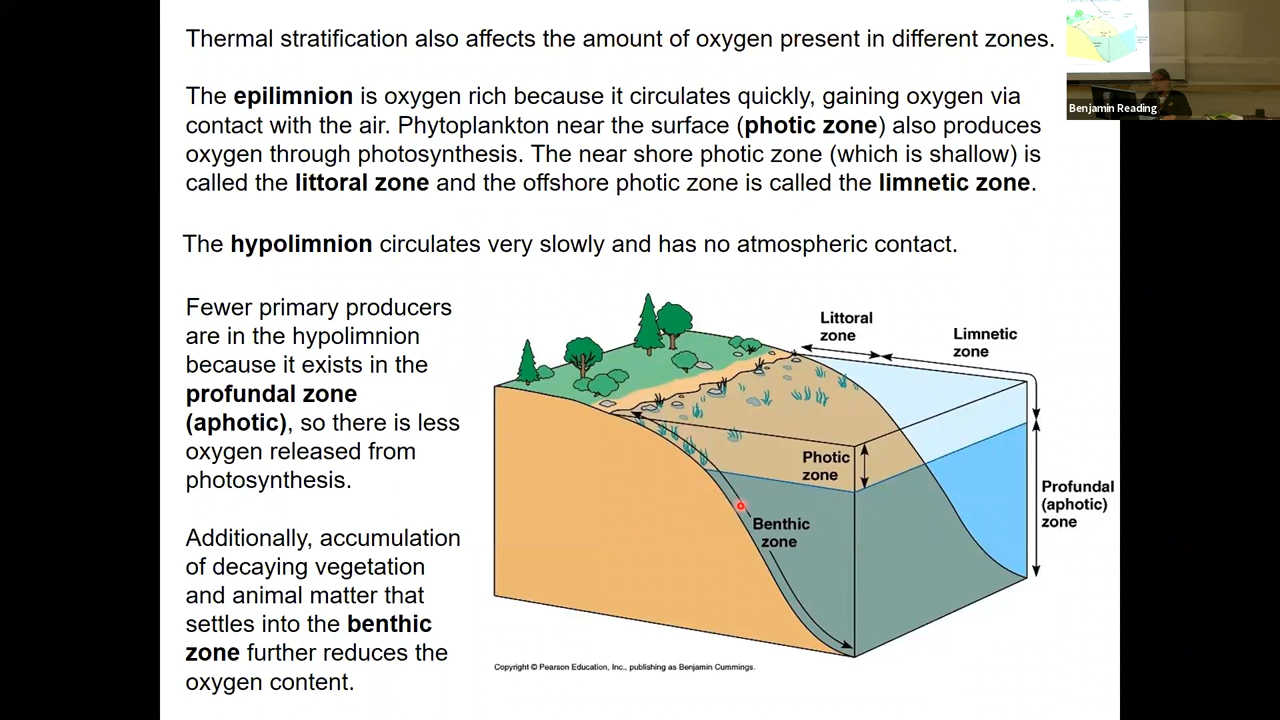 Thermal stratification also affects the amount of oxygen present in different zones.
The epilimnion is oxygen rich because it circulates quickly, gaining oxygen via
contact with the air. Phytoplankton near the surface (photic zone) also produces
oxygen through photosynthesis. The near shore photic zone (which is shallow) is
called the littoral zone and the offshore photic zone is called the limnetic zone.
The hypolimnion circulates very slowly and has no atmospheric contact.
Fewer primary producers
are in the hypolimnion
because it exists in the
profundal zone
(aphotic), so there is less
oxygen released from
photosynthesis.
Additionally, accumulation
of decaying vegetation
and animal matter that
settles into the benthic
zone further reduces the
oxygen content.
Littoral
zone
Limnetic
zone
Photic
zone
Benthic
zone
Profundal
(aphotic)
zone
Copyright © Pearson Education, Inc., publishing as Benjamin Cummings.
Benjamin Reading